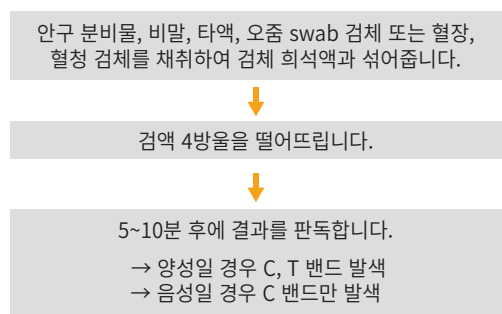 안구 분비물, 비말, 타액, 오줌 swab 검체 또는 혈장,
혈청 검체를 채취하여 검체 희석액과 섞어줍니다.
검액 4방울을 떨어뜨립니다.
5~10분 후에 결과를 판독합니다.
→ 양성일 경우 C, T 밴드 발색
→ 음성일 경우 C 밴드만 발색